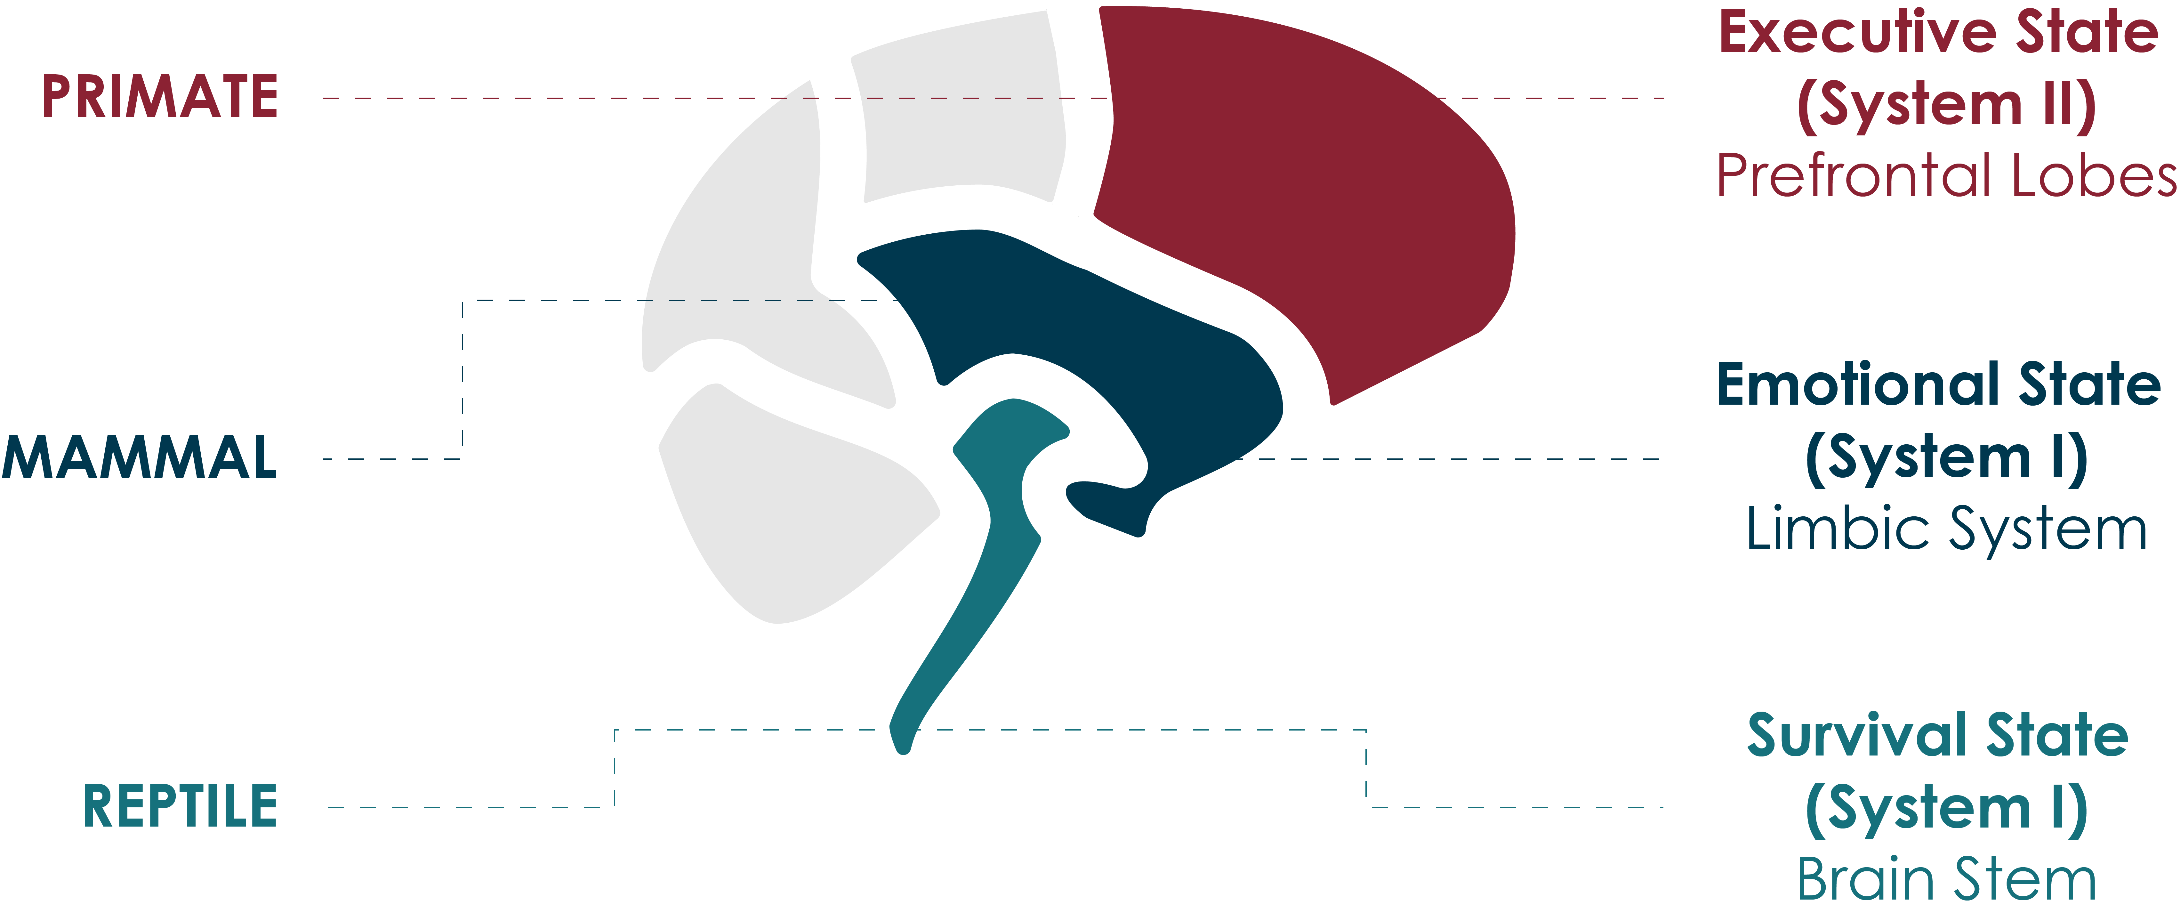 PRIMATE
Executive State
(System II)
Prefrontal Lobes
MAMMAL
Emotional State
(System I)
Limbic System
REPTILE
Survival State
(System I)
Brain Stem